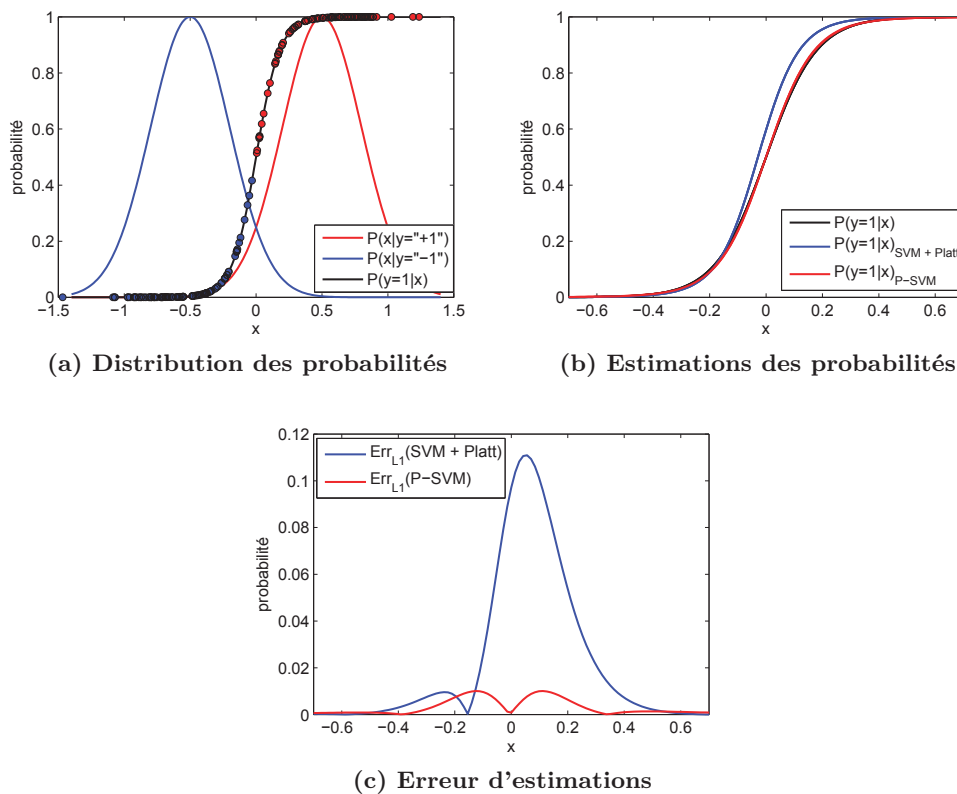 probabilité
1
0.8
0.6
0.4
0.2
0
−1.5
−1
−0.5
0
0.5
1
1.5
x
P(x|y="+1")
P(x|y="−1")
P(y=1|x)
(a) Distribution des probabilités
probabilité
1
0.8
0.6
0.4
0.2
0
−0.6
−0.4
−0.2
0
0.2
0.4
0.6
x
P(y=1|x)
P(y=1|x)SVM + Platt
P(y=1|x)P−SVM
(b) Estimations des probabilités
probabilité
0.12
0.1
0.08
0.06
0.04
0.02
0
−0.6
−0.4
−0.2
0
0.2
0.4
0.6
x
ErrL1(SVM + Platt)
ErrL1(P−SVM)
(c) Erreur d'estimations